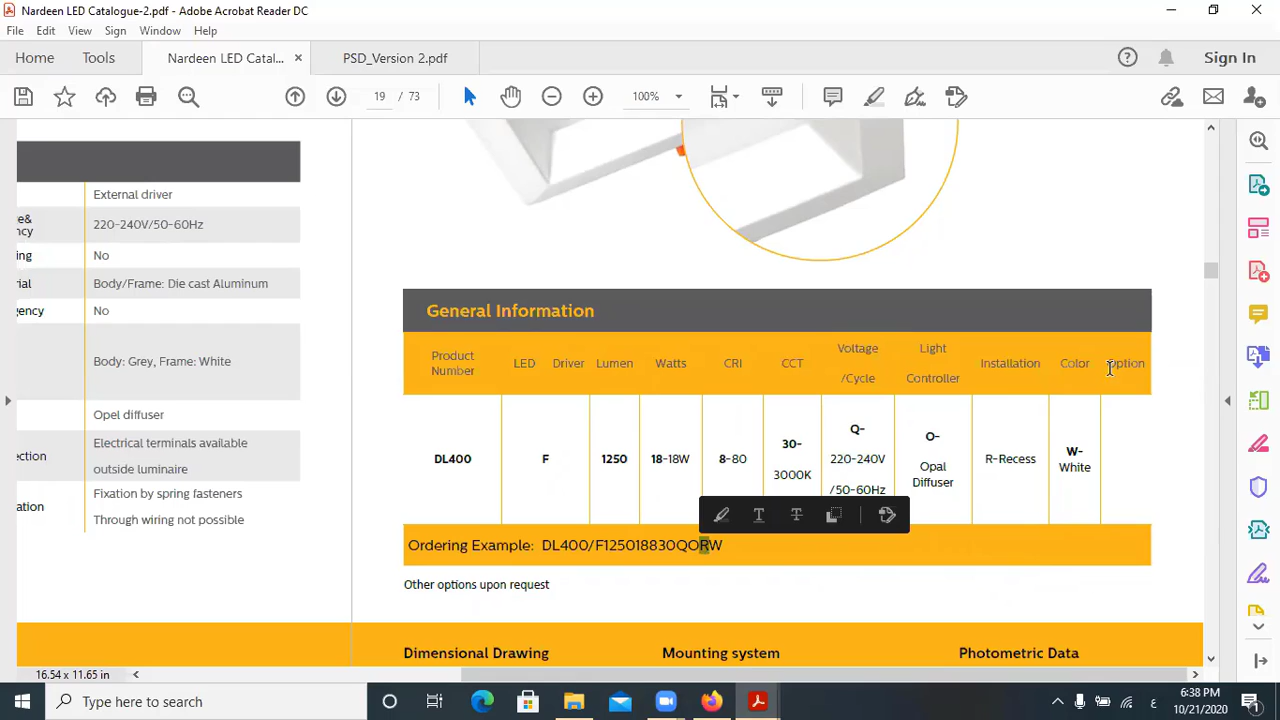 Nardeen LED Catalogue-2.pdf - Adobe Acrobat Reader DC
File Edit View Sign Window Help
Home Tools Nardeen LED Catal... × PSD_Version 2.pdf Sign In
19 / 73 100%
External driver
220-240V/50-60Hz
No
Body/Frame: Die cast Aluminum
No
Body: Grey, Frame: White
Opel diffuser
Electrical terminals available
outside luminaire
Fixation by spring fasteners
Through wiring not possible
General Information
Product Number LED Driver Lumen Watts CRI CCT Voltage /Cycle Light Controller Installation Color Option
DL400 F 1250 18-18W 8-80 30- 3000K Q- 220-240V /50-60Hz O- Opal Diffuser R-Recess W- White
Ordering Example: DL400/F125018830QORW
Other options upon request
Dimensional Drawing Mounting system Photometric Data
16.54 x 11.65 in
Type here to search
ع 6:38 PM
10/21/2020